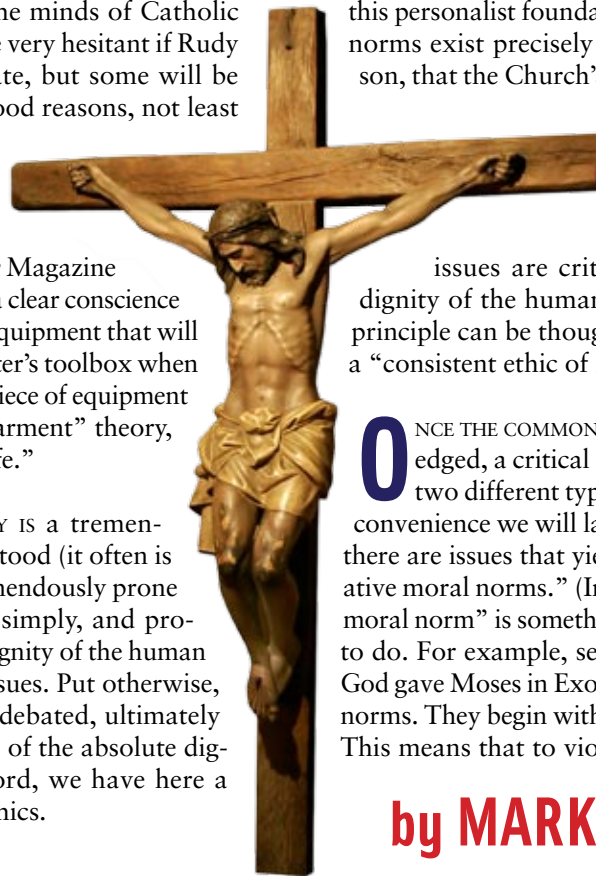 he minds of Catholic
e very hesitant if Rudy
ate, but some will be
ood reasons, not least
Magazine
a clear conscience
quipment that will
ter’s toolbox when
iece of equipment
arment” theory,
fe.”
Y IS a tremen-
stood (it often is
mendously prone
simply, and pro-
gnity of the human
sues. Put otherwise,
debated, ultimately
of the absolute dig-
ord, we have here a
hics.
this personalist founda
norms exist precisely
son, that the Church’
issues are crit
dignity of the human
principle can be thoug
a “consistent ethic of
ONCE THE COMMON
edged, a critical
two different typ
convenience we will la
there are issues that yie
ative moral norms.” (In
moral norm” is someth
to do. For example, se
God gave Moses in Exo
norms. They begin with
This means that to vio
by MARK